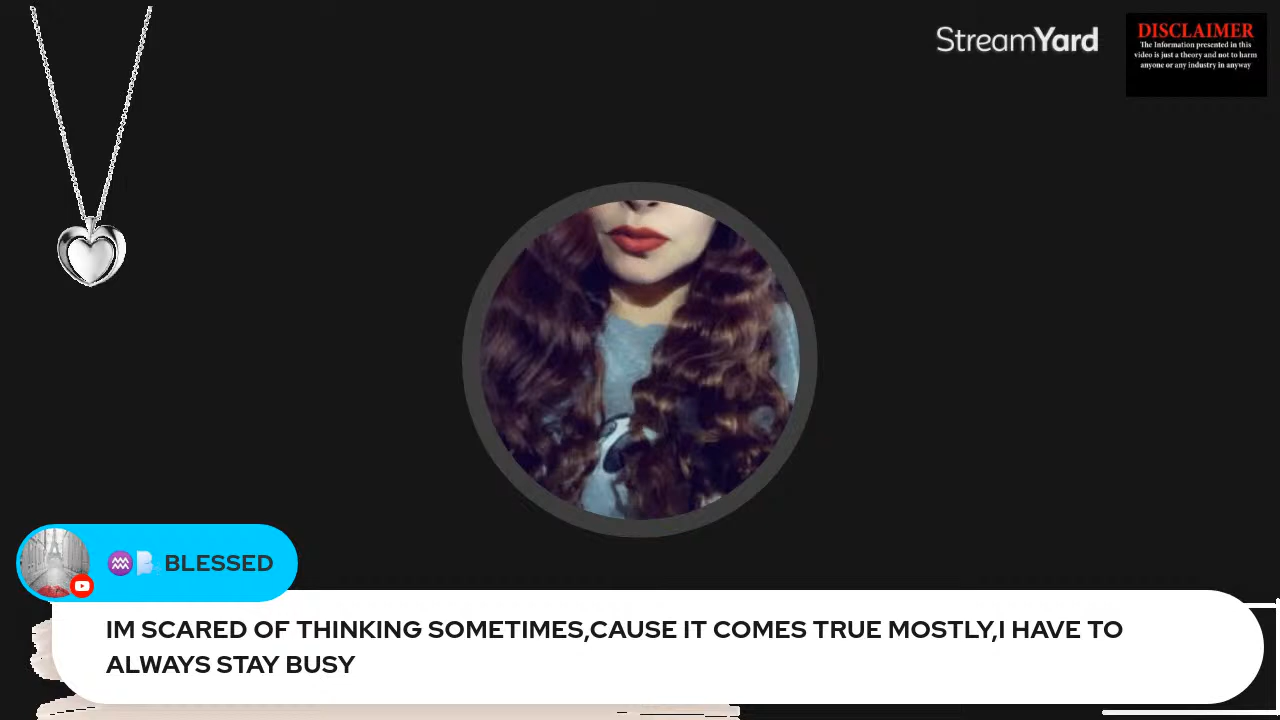 StreamYard
DISCLAIMER
The Information presented in this
video is just a theory and not to harm
anyone or any industry in anyway
♒🌬️ BLESSED
IM SCARED OF THINKING SOMETIMES,CAUSE IT COMES TRUE MOSTLY,I HAVE TO
ALWAYS STAY BUSY